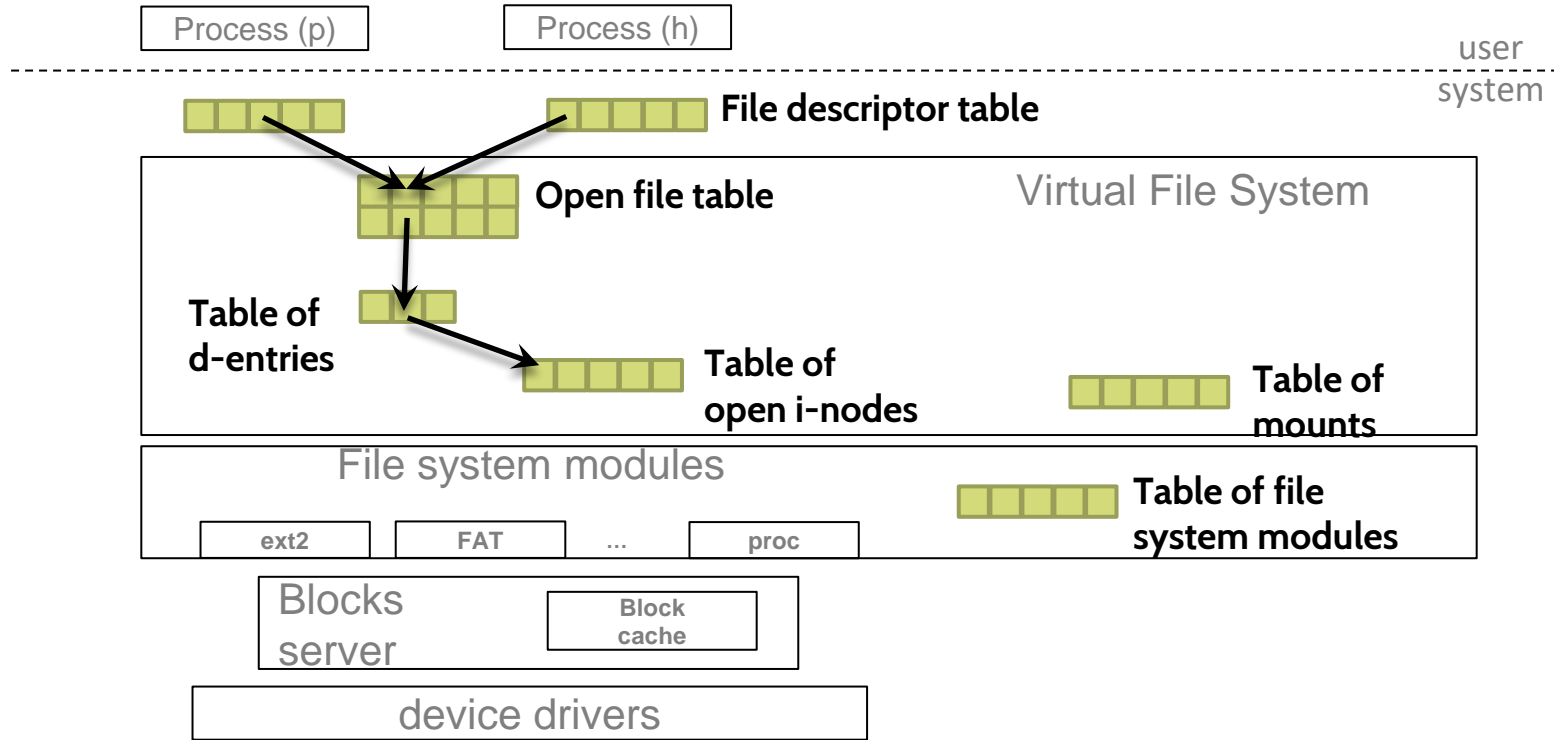 Process (p)
Process (h)
user
system
File descriptor table
Open file table
Virtual File System
Table of
d-entries
Table of
open i-nodes
Table of
mounts
File system modules
Table of file
system modules
ext2
FAT
...
proc
Blocks
server
Block
cache
device drivers